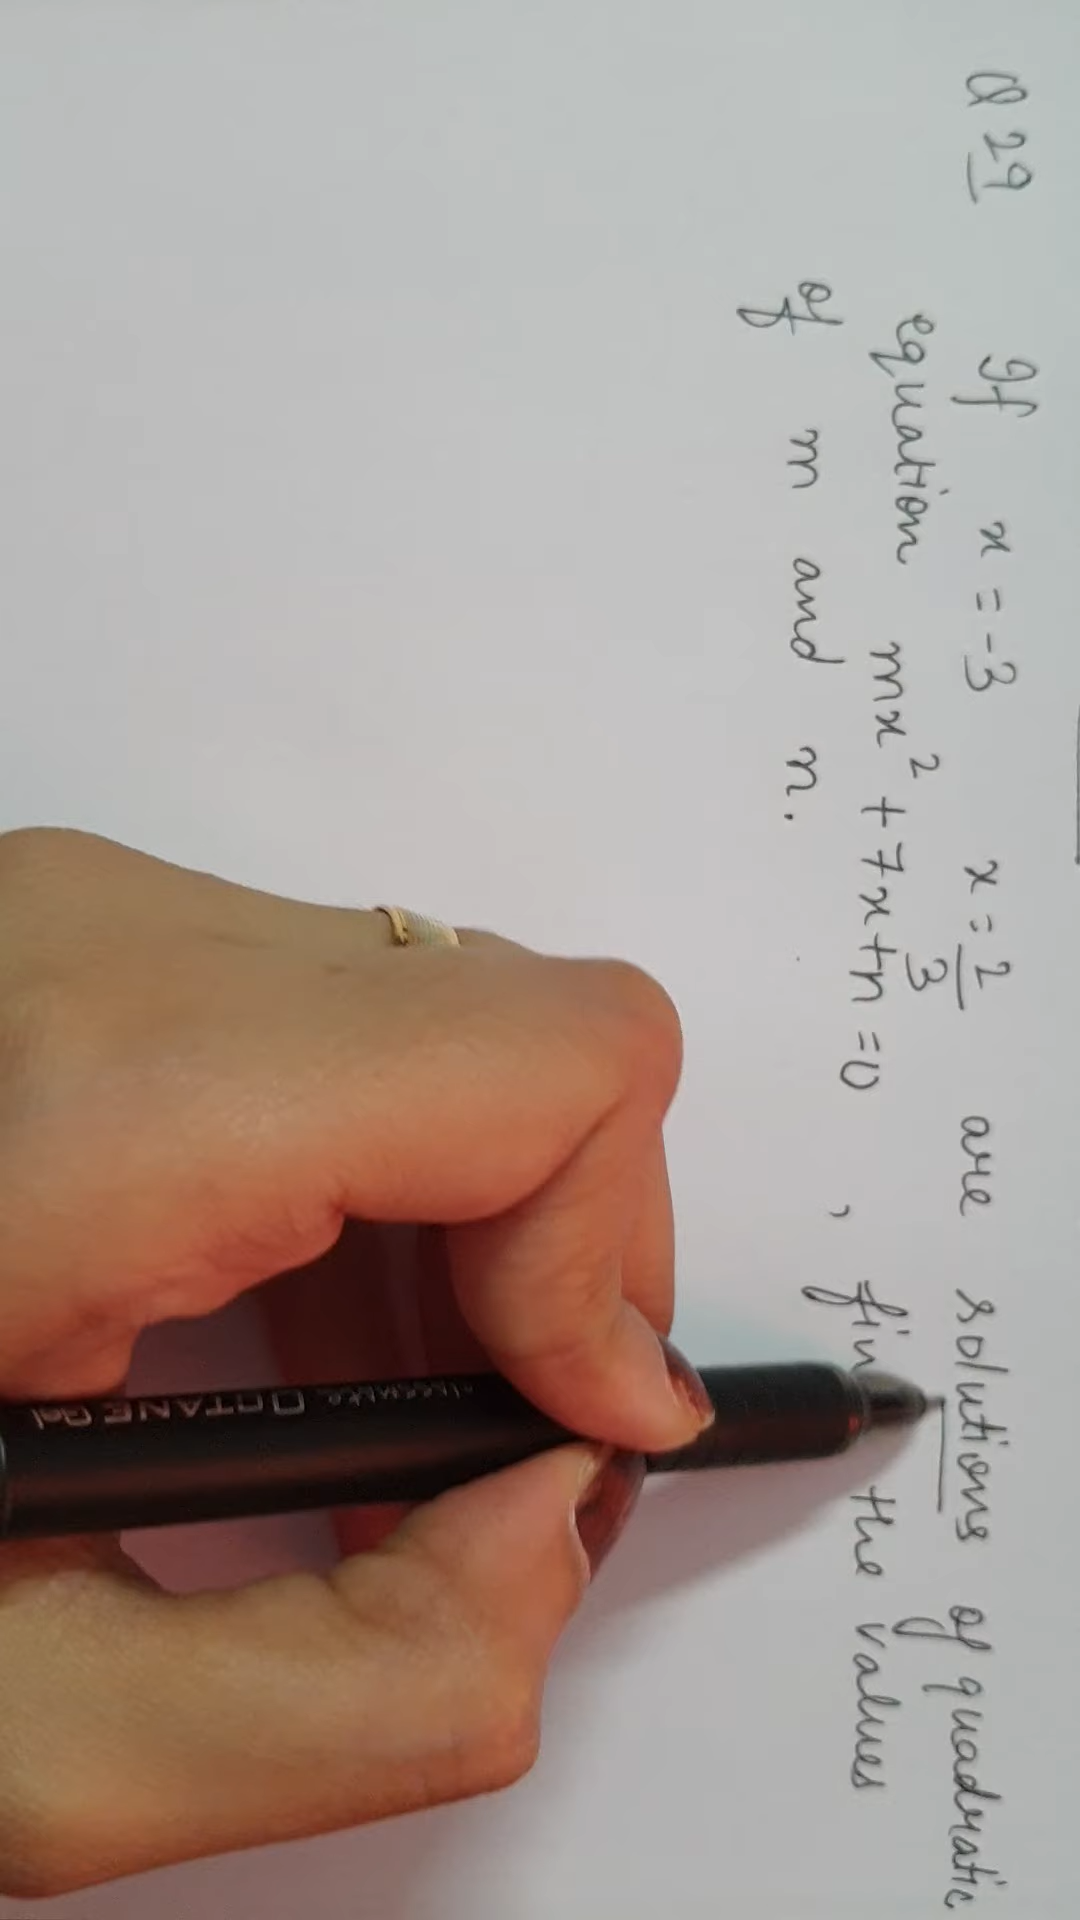 Q 29 If x = -3 x = 2/3 are solutions of quadratic
equation mx² + 7x + n = 0 , fin the values
of m and n.
OCTANE Gel